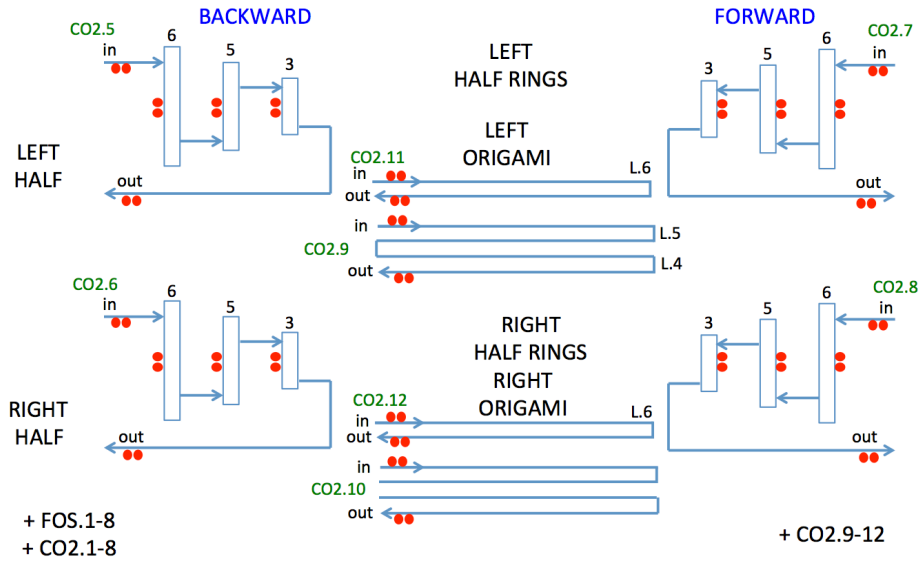 BACKWARD
FORWARD
CO2.5
in
6
5
3
LEFT
HALF RINGS
3
5
6
CO2.7
in
LEFT
HALF
out
LEFT
ORIGAMI
CO2.11
in
out
L.6
out
in
CO2.9
out
L.5
L.4
CO2.6
in
6
5
3
RIGHT
HALF RINGS
RIGHT
ORIGAMI
3
5
6
CO2.8
in
RIGHT
HALF
out
CO2.12
in
out
L.6
out
in
CO2.10
out
+ FOS.1-8
+ CO2.1-8
+ CO2.9-12